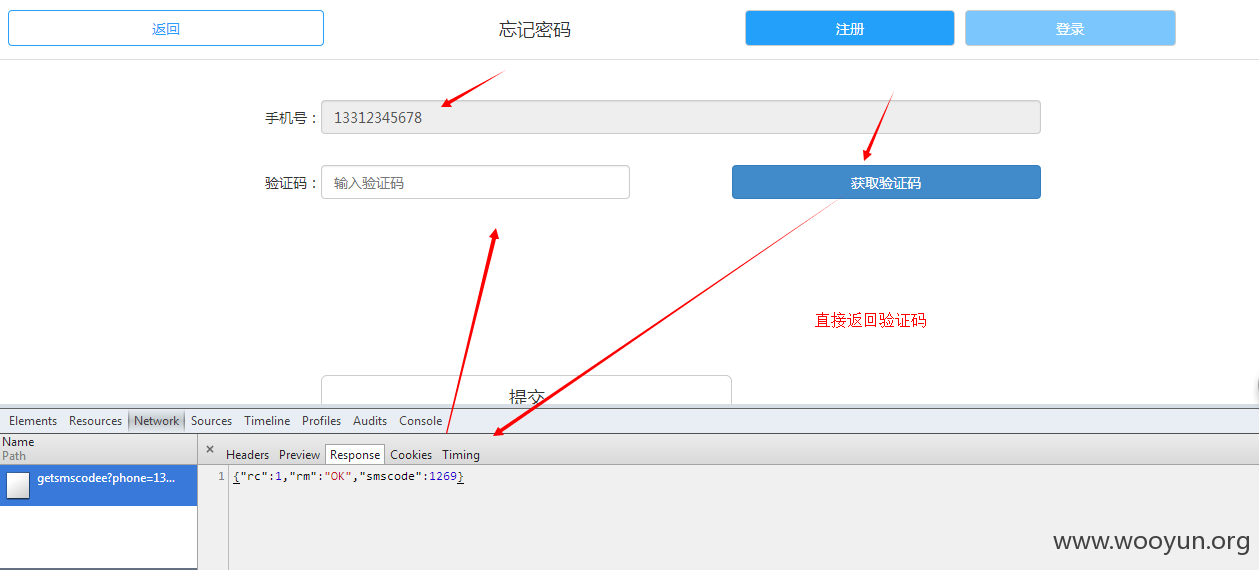 返回 忘记密码 注册 登录
手机号： 13312345678
验证码： 输入验证码 获取验证码
直接返回验证码
提交
Elements Resources Network Sources Timeline Profiles Audits Console
Name
Path
× Headers Preview Response Cookies Timing
getsmscodee?phone=13...
1 {"rc":1,"rm":"OK","smscode":1269}
www.wooyun.org